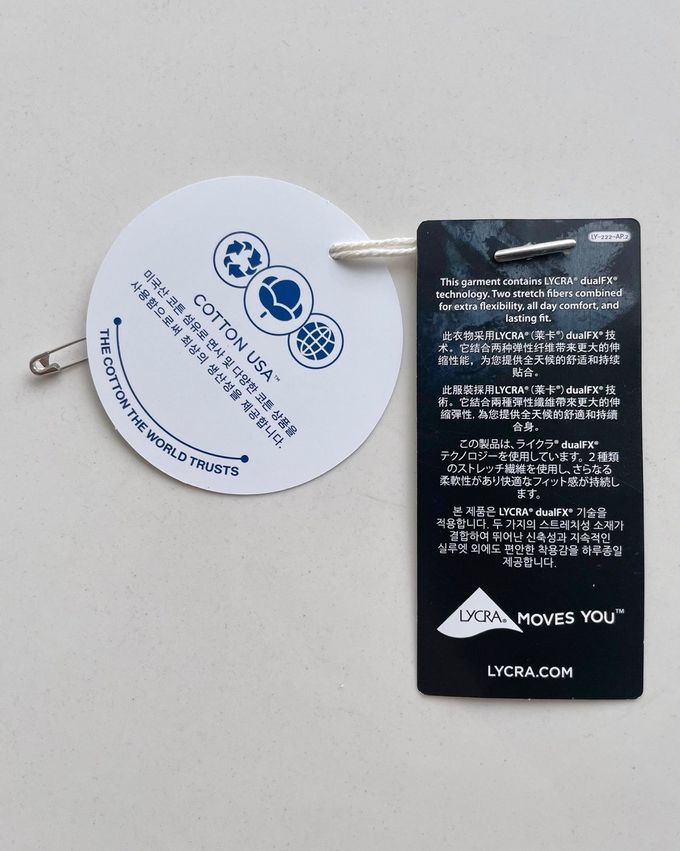 COTTON USA™
미국산 코튼 섬유로 면사 및 다양한 코튼 상품을
사용함으로써 최상의 생산성을 제공합니다.
THE COTTON THE WORLD TRUSTS
LY-222-AP.2
This garment contains LYCRA® dualFX®
technology. Two stretch fibers combined
for extra flexibility, all day comfort, and
lasting fit.
此衣物采用LYCRA®(莱卡®)dualFX® 技
术。它结合两种弹性纤维带来更大的伸
缩性能，为您提供全天候的舒适和持续
贴合。
此服裝採用LYCRA®(萊卡®)dualFX® 技
術。它結合兩種彈性纖維帶來更大的伸
縮彈性. 為您提供全天候的舒適和持續
合身。
この製品は、ライクラ® dualFX®
テクノロジーを使用しています。2 種類
のストレッチ繊維を使用し、さらなる
柔軟性があり快適なフィット感が持続し
ます。
본 제품은 LYCRA® dualFX® 기술을
적용합니다. 두 가지의 스트레치성 소재가
결합하여 뛰어난 신축성과 지속적인
실루엣 외에도 편안한 착용감을 하루종일
제공합니다.
LYCRA® MOVES YOU™
LYCRA.COM